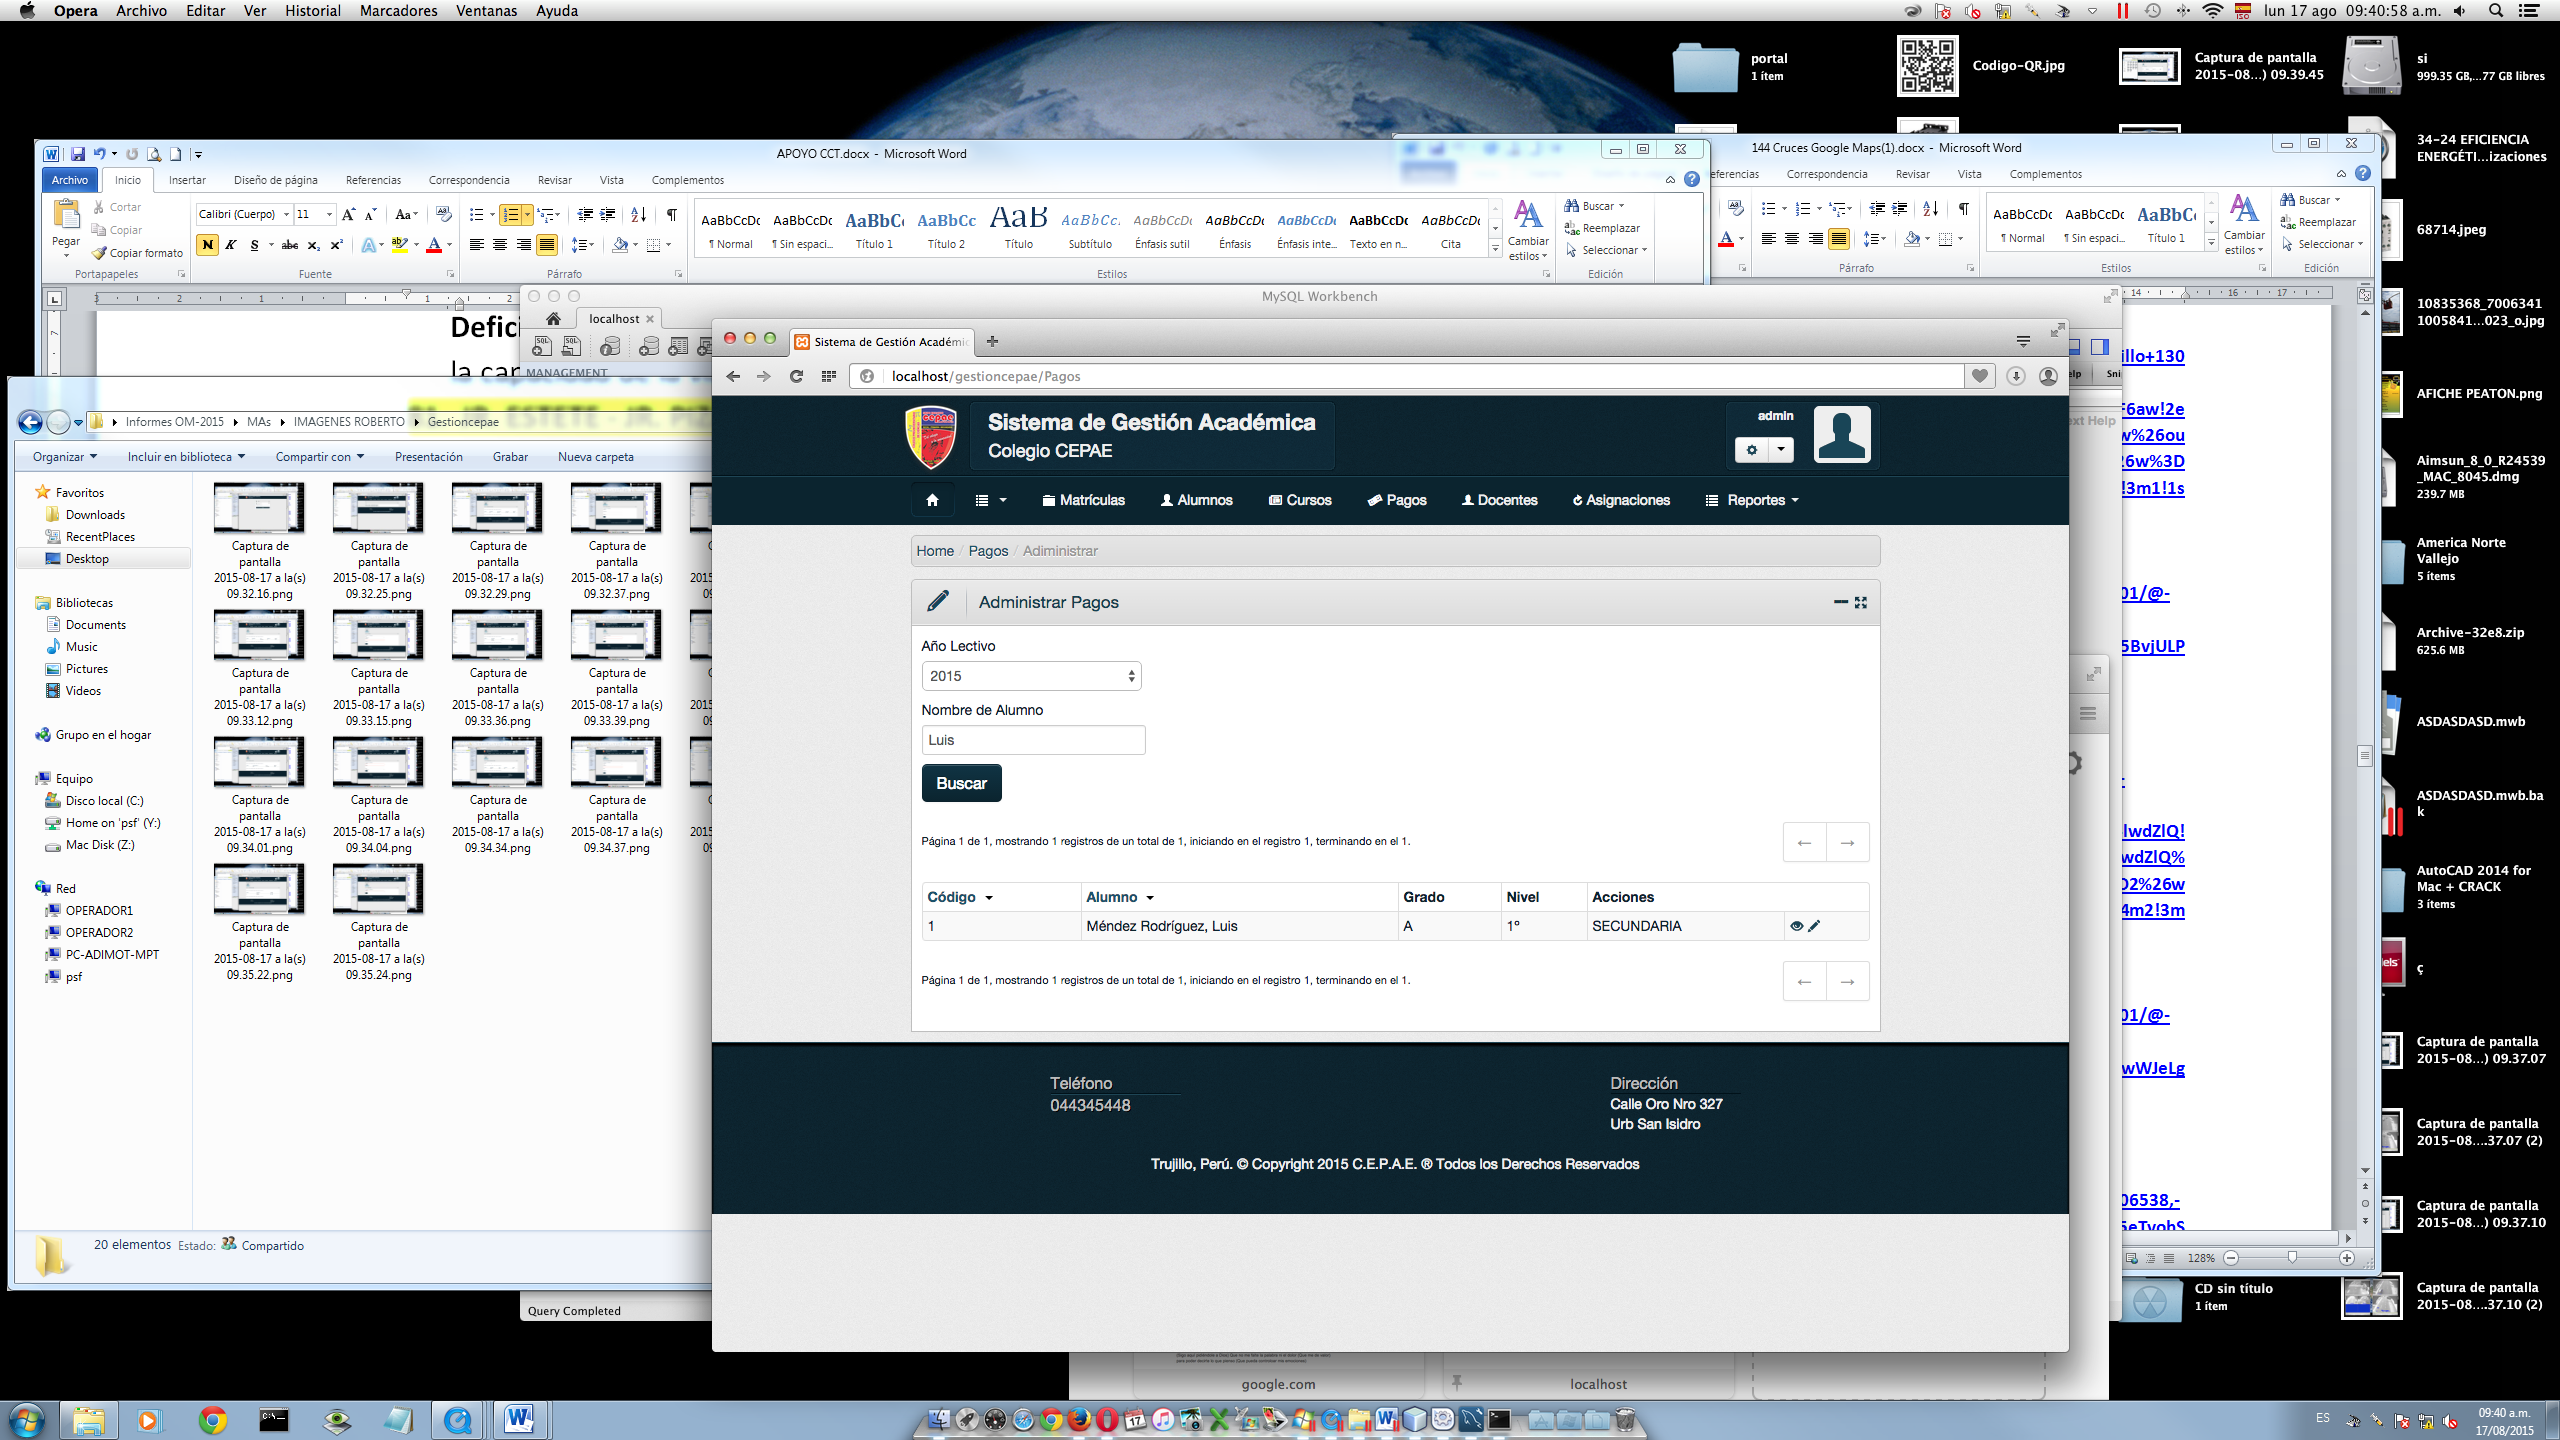 Opera Archivo Editar Ver Historial Marcadores Ventanas Ayuda
lun 17 ago 09:40:58 a.m.
portal
1 ítem
Codigo-QR.jpg
Captura de pantalla
2015-08...) 09.39.45
si
999.35 GB,...77 GB libres
34-24 EFICIENCIA
ENERGÉTI...izaciones
68714.jpeg
10835368_7006341
1005841...023_o.jpg
AFICHE PEATON.png
Aimsun_8_0_R24539
_MAC_8045.dmg
239.7 MB
America Norte
Vallejo
5 ítems
Archive-32e8.zip
625.6 MB
ASDASDASD.mwb
ASDASDASD.mwb.ba
k
AutoCAD 2014 for
Mac + CRACK
3 ítems
ç
Captura de pantalla
2015-08...) 09.37.07
Captura de pantalla
2015-08....37.07 (2)
Captura de pantalla
2015-08...) 09.37.10
Captura de pantalla
2015-08....37.10 (2)
CD sin título
1 ítem
APOYO CCT.docx - Microsoft Word
Archivo Inicio Insertar Diseño de página Referencias Correspondencia Revisar Vista Complementos
Pegar
Cortar
Copiar
Copiar formato
Portapapeles
Calibri (Cuerpo) 11
Fuente
Párrafo
AaBbCcDc AaBbCcDc AaBbC AaBbCc AaB AaBbCc. AaBbCcDc AaBbCcDc AaBbCcDc AaBbCcDc AaBbCcDc
¶ Normal ¶ Sin espaci... Título 1 Título 2 Título Subtítulo Énfasis sutil Énfasis Énfasis inte... Texto en n... Cita
Estilos
Cambiar
estilos
Buscar
Reemplazar
Seleccionar
Edición
144 Cruces Google Maps(1).docx - Microsoft Word
ferencias Correspondencia Revisar Vista Complementos
AaBbCcDc AaBbCcDc AaBbC
¶ Normal ¶ Sin espaci... Título 1
Párrafo
Estilos
Cambiar
estilos
Buscar
Reemplazar
Seleccionar
Edición
Defici
illo+130
F6aw!2e
w%26ou
26w%3D
!3m1!1s
01/@-
5BvjULP
lwdZlQ!
wdZlQ%
D2%26w
4m2!3m
01/@-
wWJeLg
06538,-
128%
MySQL Workbench
localhost
MANAGEMENT
ext Help
Query Completed
Informes OM-2015 MAs IMAGENES ROBERTO Gestioncepae
Organizar Incluir en biblioteca Compartir con Presentación Grabar Nueva carpeta
Favoritos
Downloads
RecentPlaces
Desktop
Bibliotecas
Documents
Music
Pictures
Videos
Grupo en el hogar
Equipo
Disco local (C:)
Home on 'psf' (Y:)
Mac Disk (Z:)
Red
OPERADOR1
OPERADOR2
PC-ADIMOT-MPT
psf
Captura de pantalla 2015-08-17 a la(s) 09.32.16.png
Captura de pantalla 2015-08-17 a la(s) 09.32.25.png
Captura de pantalla 2015-08-17 a la(s) 09.32.29.png
Captura de pantalla 2015-08-17 a la(s) 09.32.37.png
Captura de pantalla 2015-08-17 a la(s) 09.33.12.png
Captura de pantalla 2015-08-17 a la(s) 09.33.15.png
Captura de pantalla 2015-08-17 a la(s) 09.33.36.png
Captura de pantalla 2015-08-17 a la(s) 09.33.39.png
Captura de pantalla 2015-08-17 a la(s) 09.34.01.png
Captura de pantalla 2015-08-17 a la(s) 09.34.04.png
Captura de pantalla 2015-08-17 a la(s) 09.34.34.png
Captura de pantalla 2015-08-17 a la(s) 09.34.37.png
Captura de pantalla 2015-08-17 a la(s) 09.35.22.png
Captura de pantalla 2015-08-17 a la(s) 09.35.24.png
20 elementos Estado: Compartido
Sistema de Gestión Académic
localhost/gestioncepae/Pagos
Sistema de Gestión Académica
Colegio CEPAE
admin
Matrículas Alumnos Cursos Pagos Docentes Asignaciones Reportes
Home / Pagos / Adiministrar
Administrar Pagos
Año Lectivo
2015
Nombre de Alumno
Luis
Buscar
Página 1 de 1, mostrando 1 registros de un total de 1, iniciando en el registro 1, terminando en el 1.
Código Alumno Grado Nivel Acciones
1 Méndez Rodríguez, Luis A 1º SECUNDARIA
Página 1 de 1, mostrando 1 registros de un total de 1, iniciando en el registro 1, terminando en el 1.
Teléfono
044345448
Dirección
Calle Oro Nro 327
Urb San Isidro
Trujillo, Perú. © Copyright 2015 C.E.P.A.E. ® Todos los Derechos Reservados
google.com
localhost
ES
09:40 a.m.
17/08/2015